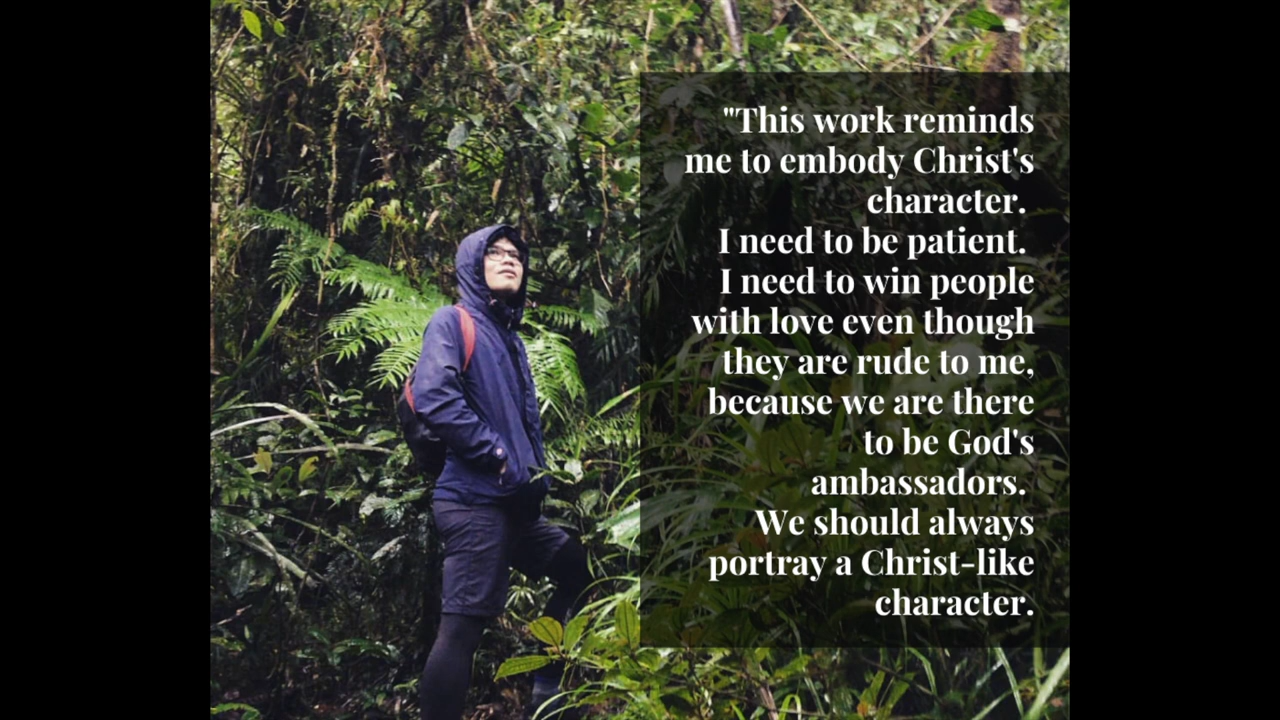 "This work reminds
me to embody Christ's
character.
I need to be patient.
I need to win people
with love even though
they are rude to me,
because we are there
to be God's
ambassadors.
We should always
portray a Christ-like
character.